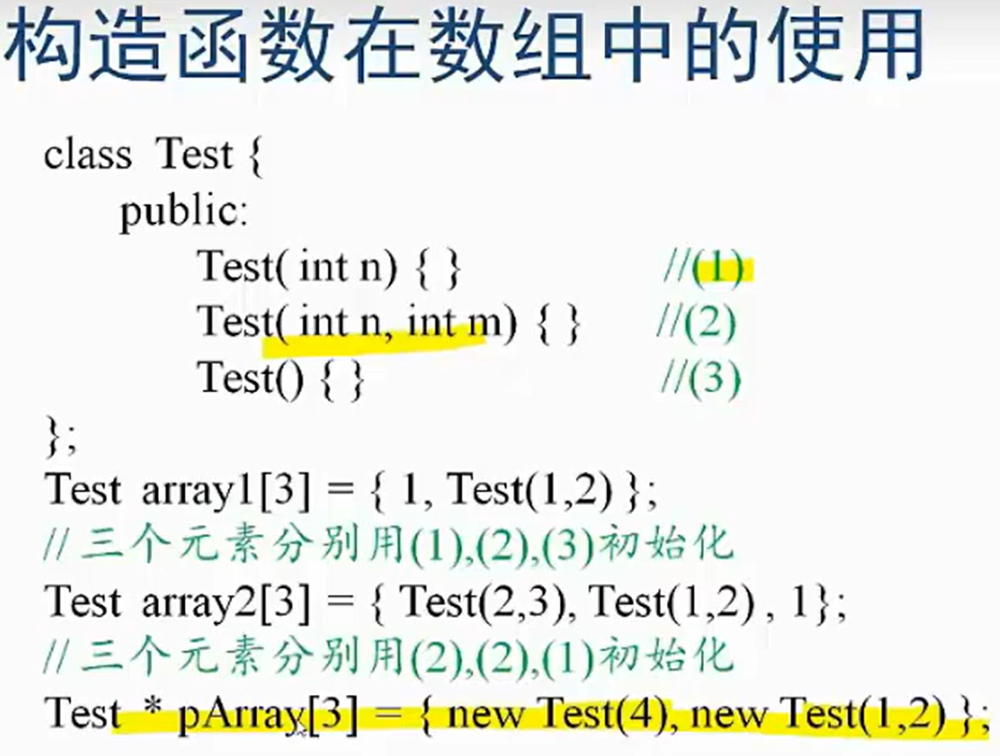 构造函数在数组中的使用
class Test {
public:
Test( int n) { } //(1)
Test( int n, int m) { } //(2)
Test() { } //(3)
};
Test array1[3] = { 1, Test(1,2) };
// 三个元素分别用(1),(2),(3)初始化
Test array2[3] = { Test(2,3), Test(1,2) , 1};
// 三个元素分别用(2),(2),(1)初始化
Test * pArray[3] = { new Test(4), new Test(1,2) };